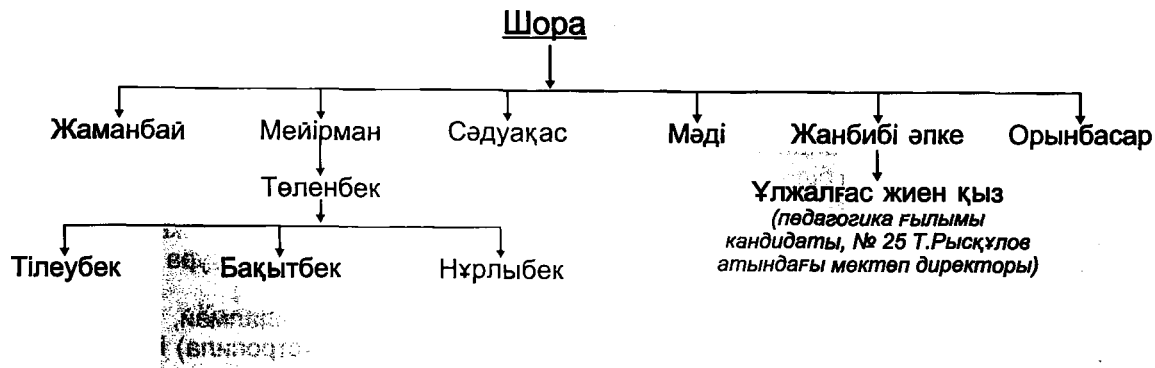 Шора
Жаманбай Мейірман Сәдуақас Мәді Жанбибі әпке Орынбасар
Төленбек
Ұлжалғас жиен қыз
(педагогика ғылымы
кандидаты, № 25 Т.Рысқұлов
атындағы мектеп директоры)
Тілеубек Бақытбек Нұрлыбек